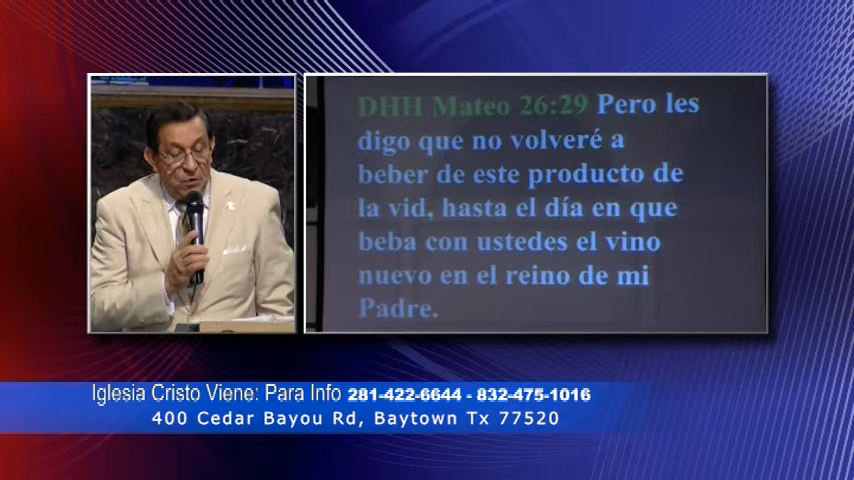 DHH Mateo 26:29 Pero les
digo que no volveré a
beber de este producto de
la vid, hasta el día en que
beba con ustedes el vino
nuevo en el reino de mi
Padre.
Iglesia Cristo Viene: Para Info 281-422-6644 - 832-475-1016
400 Cedar Bayou Rd, Baytown Tx 77520